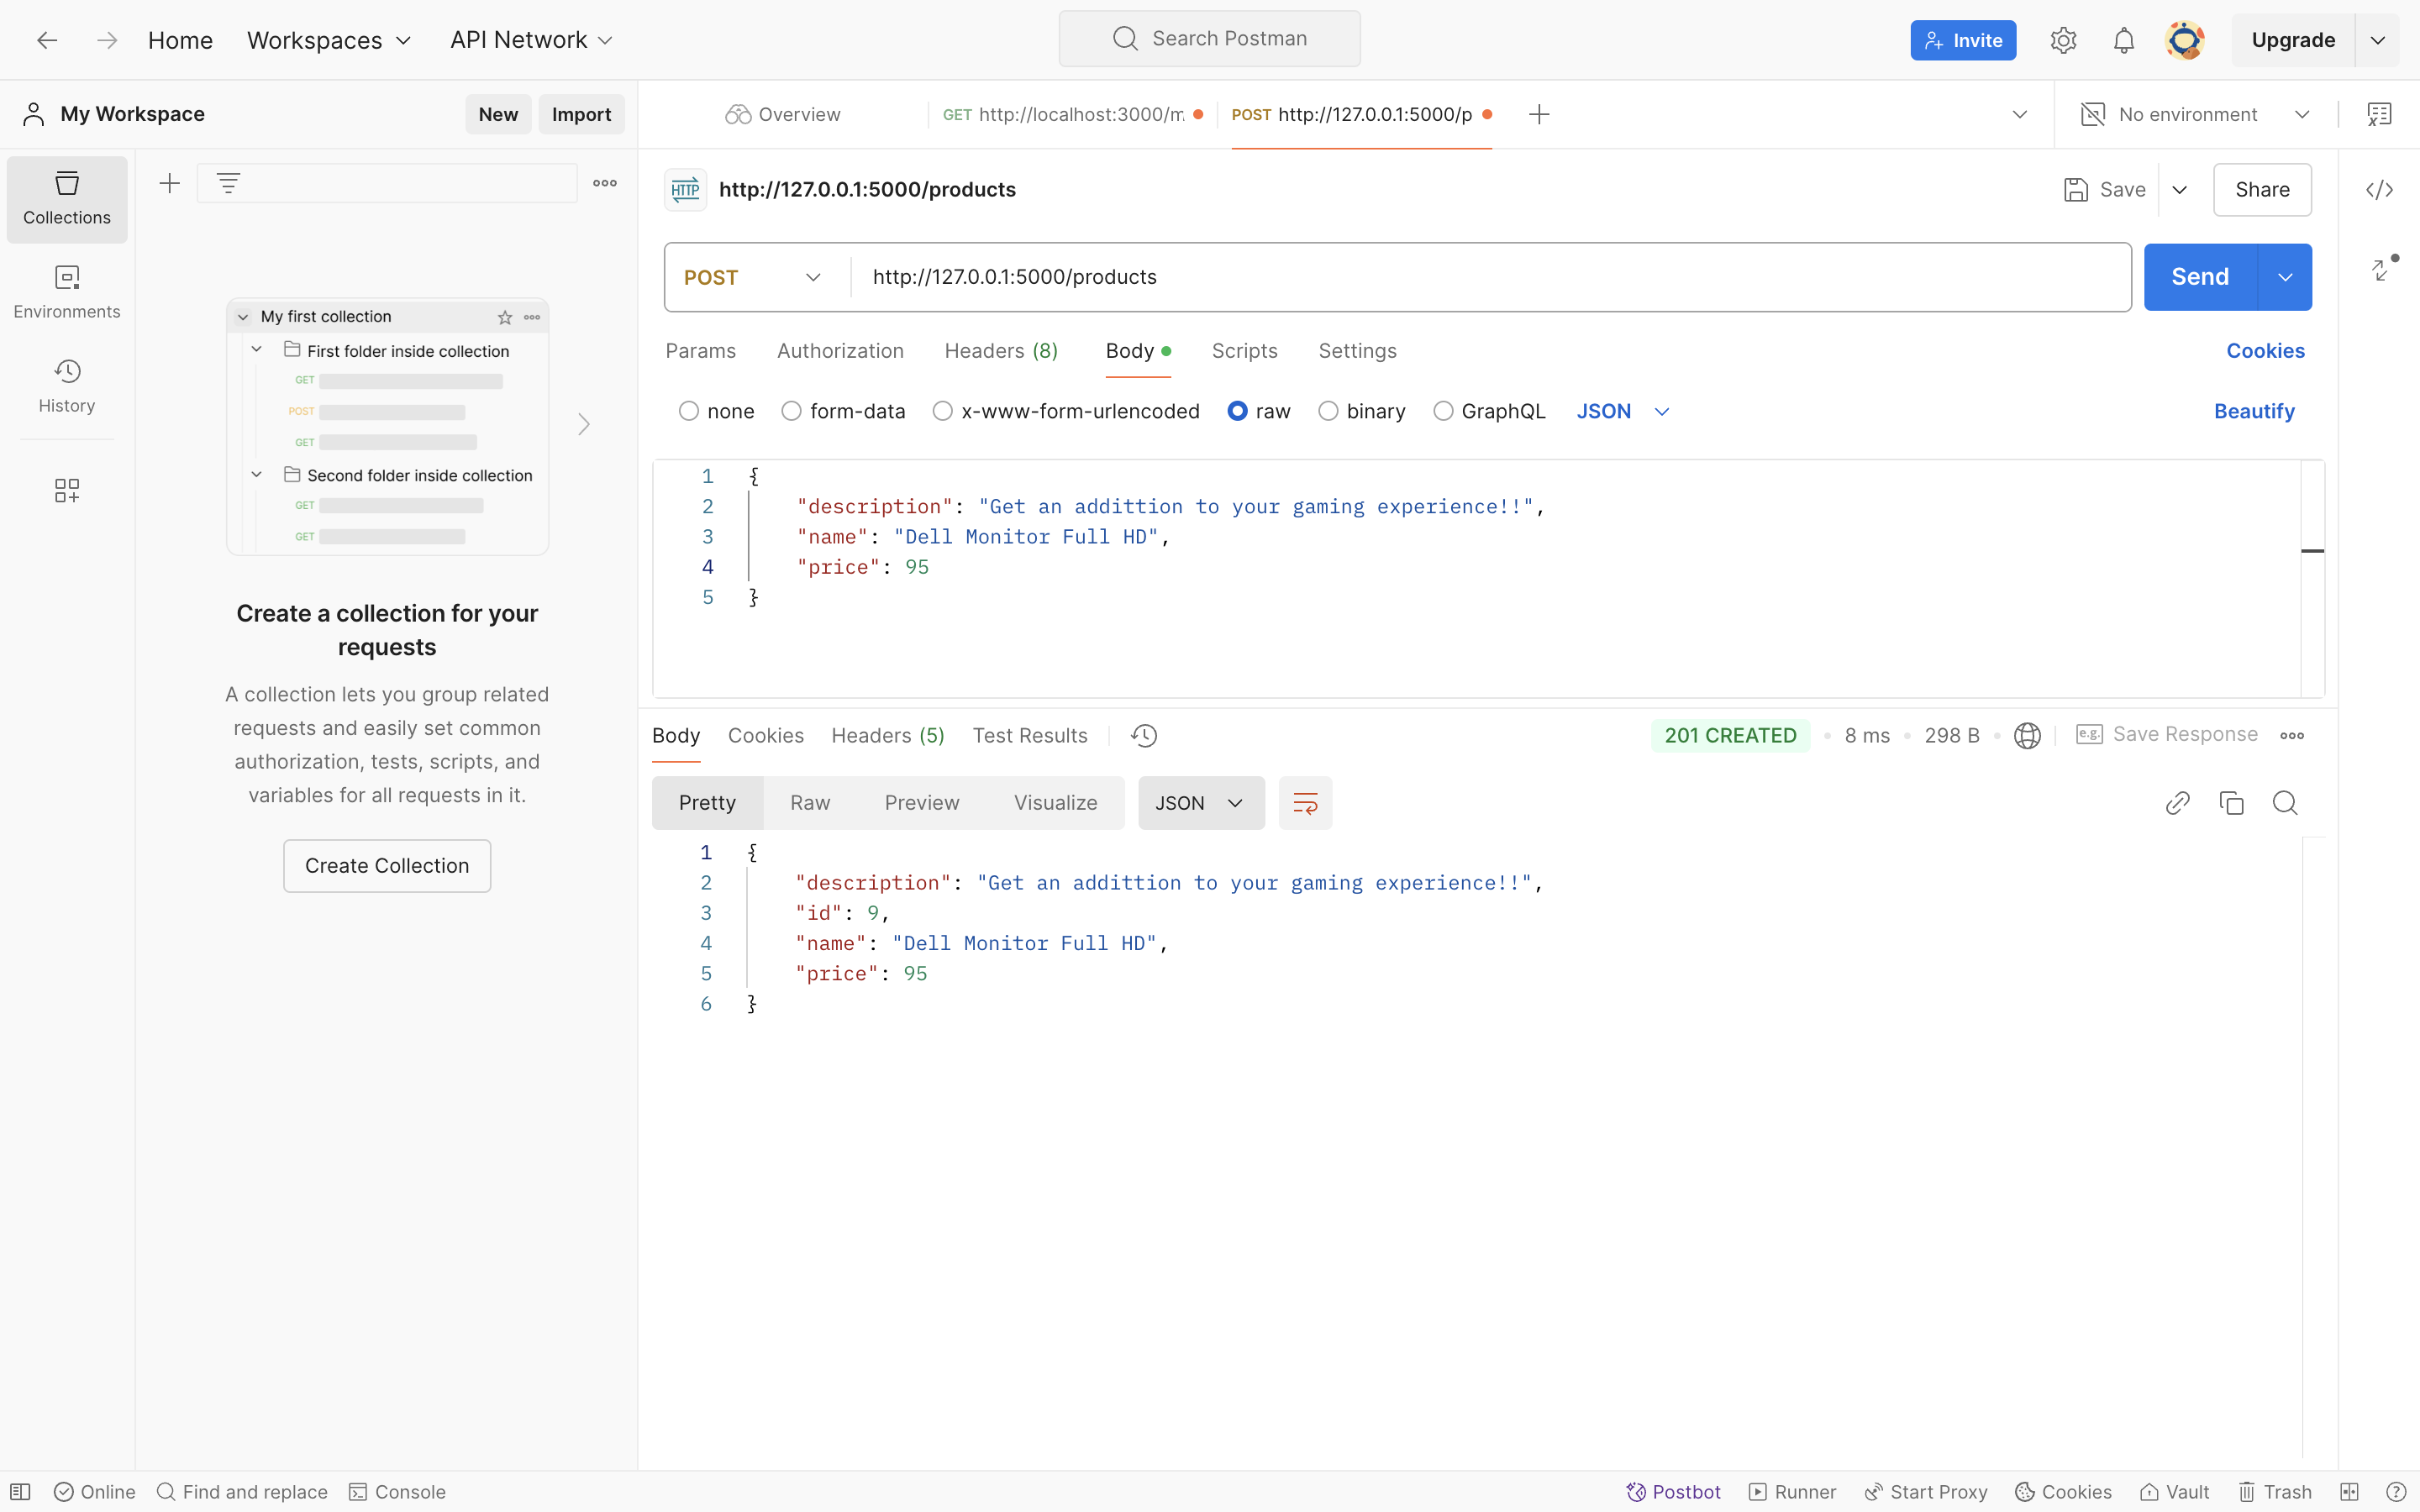 Home Workspaces API Network Search Postman Invite Upgrade
My Workspace New Import Overview GET http://localhost:3000/m POST http://127.0.0.1:5000/p No environment
Collections
Environments
History
My first collection
First folder inside collection
GET
POST
GET
Second folder inside collection
GET
GET
Create a collection for your
requests
A collection lets you group related
requests and easily set common
authorization, tests, scripts, and
variables for all requests in it.
Create Collection
HTTP http://127.0.0.1:5000/products Save Share
POST http://127.0.0.1:5000/products Send
Params Authorization Headers (8) Body Scripts Settings Cookies
none form-data x-www-form-urlencoded raw binary GraphQL JSON Beautify
1 {
2 "description": "Get an addittion to your gaming experience!!",
3 "name": "Dell Monitor Full HD",
4 "price": 95
5 }
Body Cookies Headers (5) Test Results 201 CREATED 8 ms 298 B e.g. Save Response
Pretty Raw Preview Visualize JSON
1 {
2 "description": "Get an addittion to your gaming experience!!",
3 "id": 9,
4 "name": "Dell Monitor Full HD",
5 "price": 95
6 }
Online Find and replace Console Postbot Runner Start Proxy Cookies Vault Trash